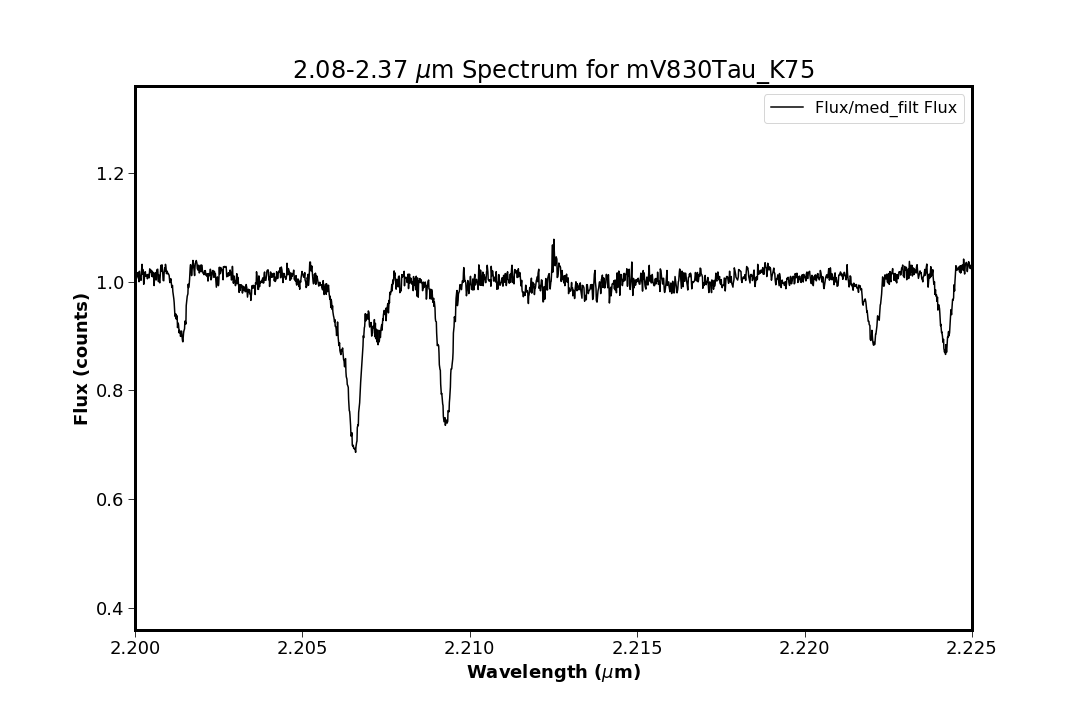 2.08-2.37 μm Spectrum for mV830Tau_K75
Flux/med_filt Flux
Flux (counts)
1.2
1.0
0.8
0.6
0.4
2.200 2.205 2.210 2.215 2.220 2.225
Wavelength (μm)